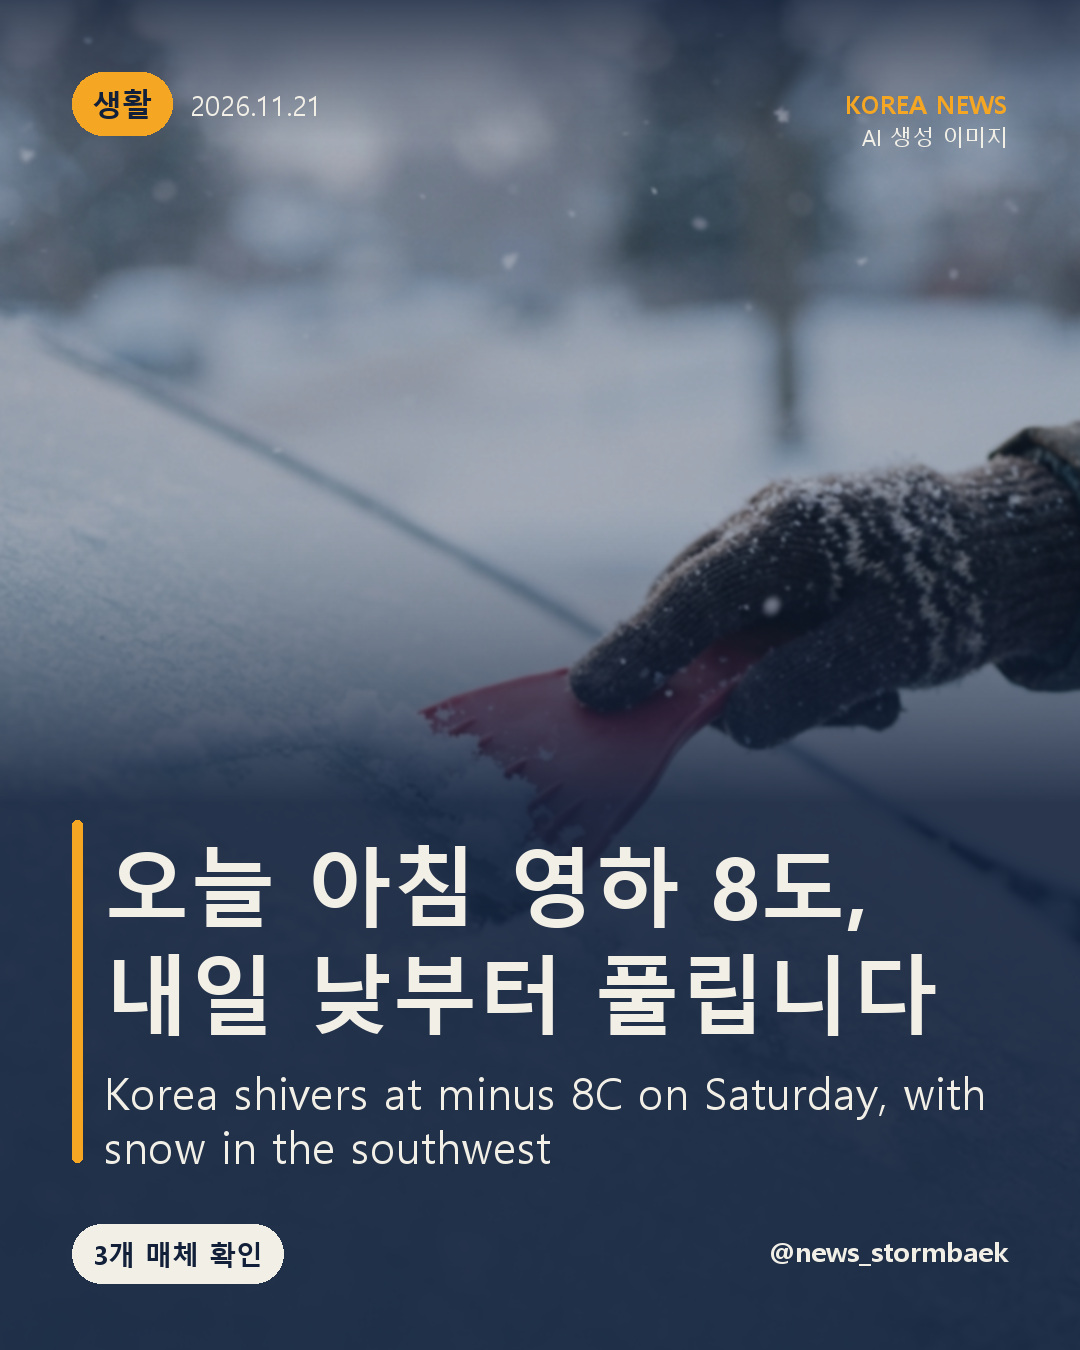 생활
2026.11.21
KOREA NEWS
AI 생성 이미지
오늘 아침 영하 8도,
내일 낮부터 풀립니다
Korea shivers at minus 8C on Saturday, with
snow in the southwest
3개 매체 확인
@news_stormbaek